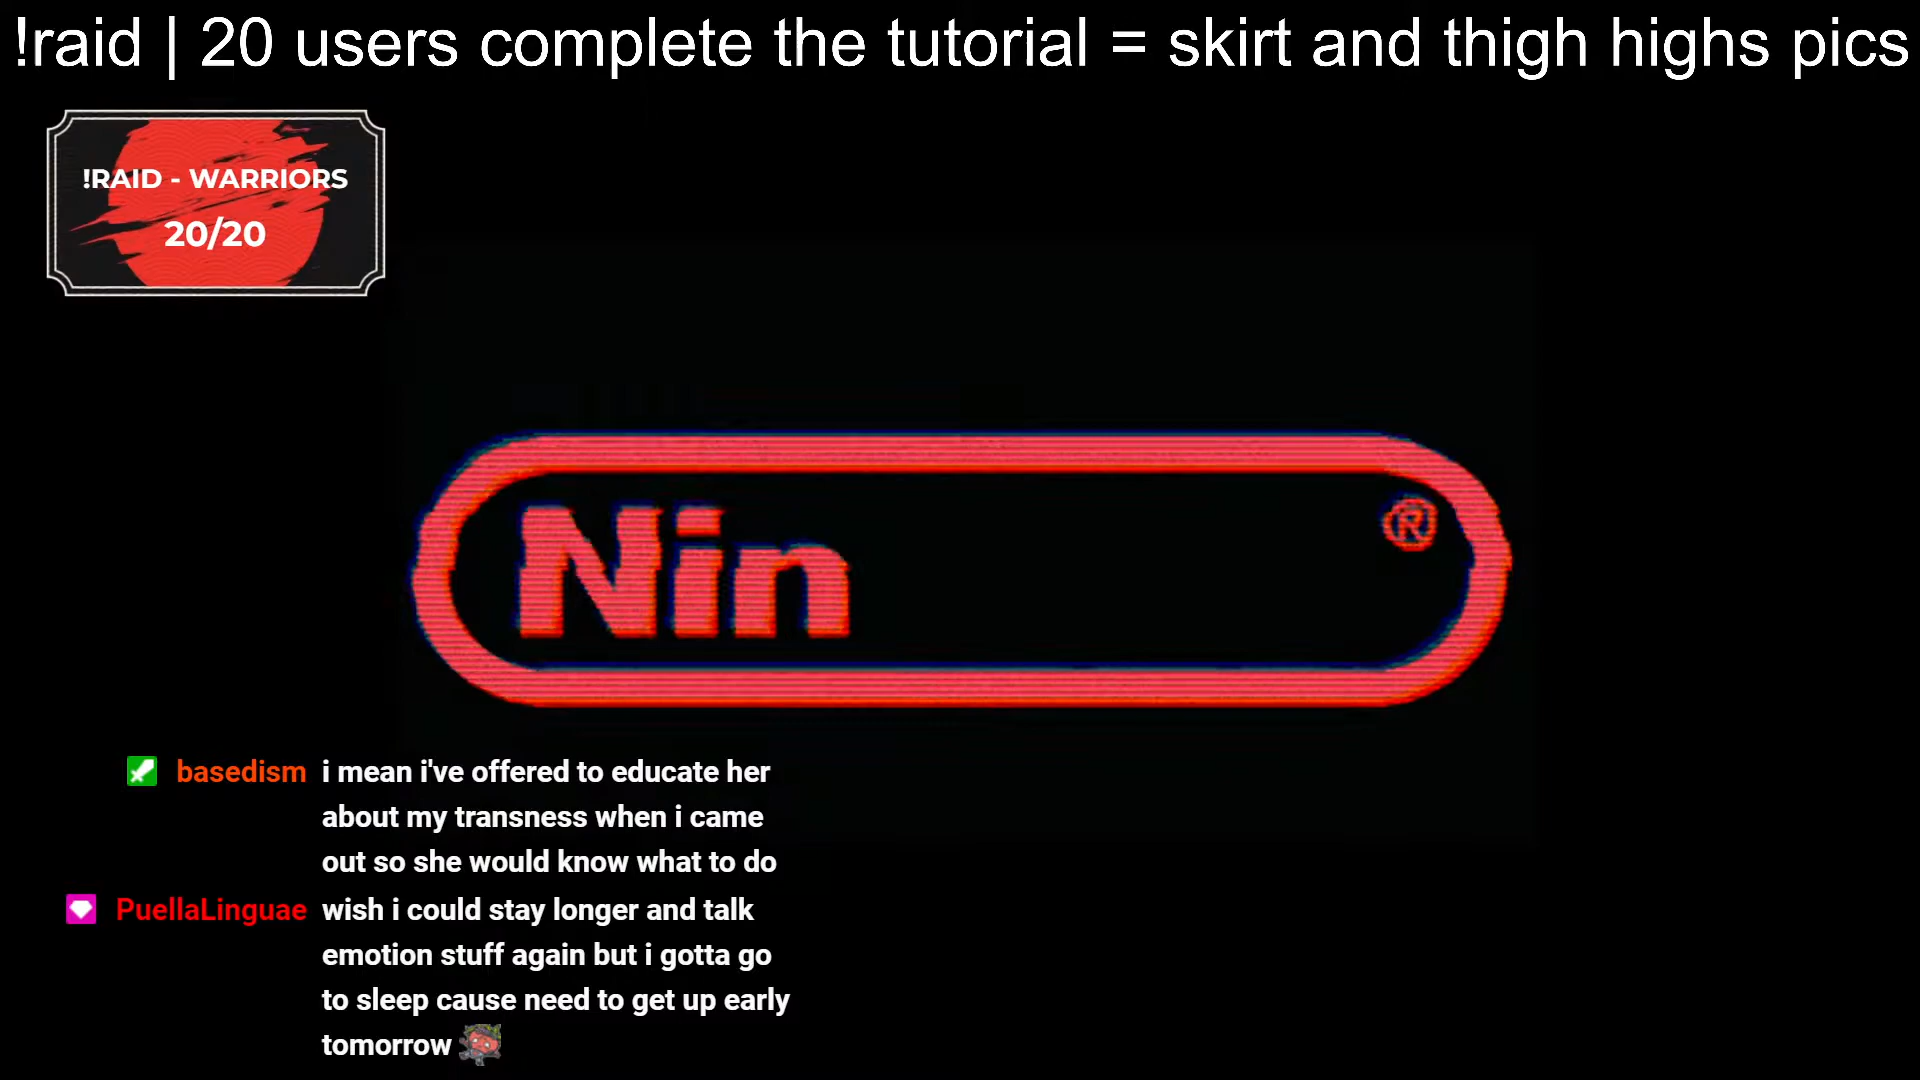 !raid | 20 users complete the tutorial = skirt and thigh highs pics
!RAID - WARRIORS
20/20
Nin
®
basedism i mean i've offered to educate her
about my transness when i came
out so she would know what to do
PuellaLinguae wish i could stay longer and talk
emotion stuff again but i gotta go
to sleep cause need to get up early
tomorrow